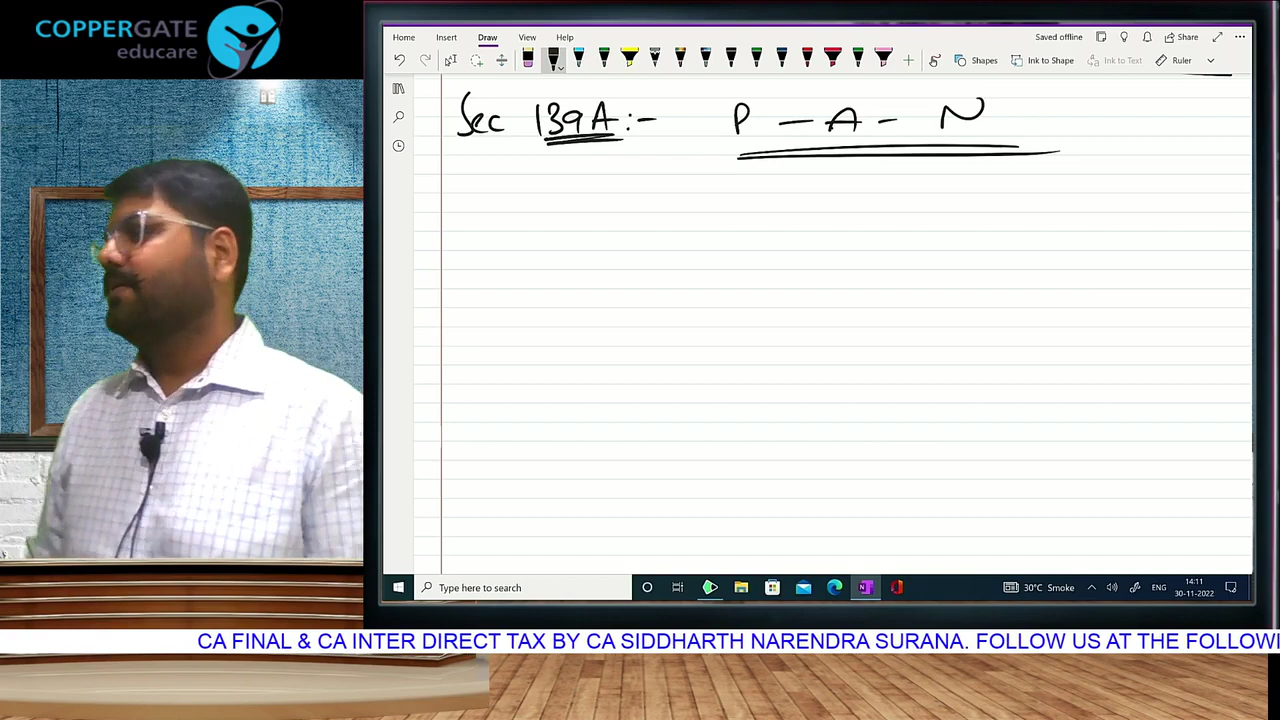 COPPERGATE
educare
Home Insert Draw View Help
Saved offline Share
Shapes Ink to Shape Ink to Text Ruler
Sec 139A:- P - A - N
Type here to search
30°C Smoke ENG 14:11
30-11-2022
CA FINAL & CA INTER DIRECT TAX BY CA SIDDHARTH NARENDRA SURANA. FOLLOW US AT THE FOLLOWI